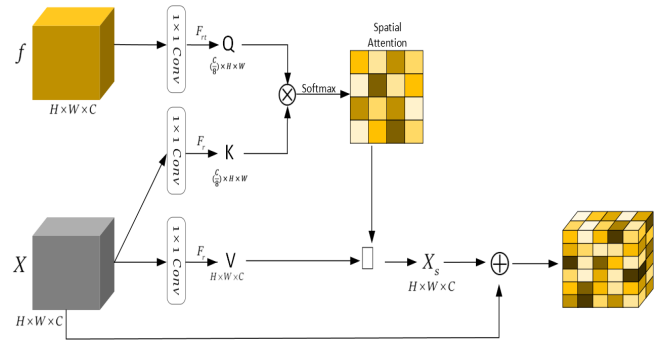 f
H×W×C
1×1 Conv
F_rt
Q
(C/8)×H×W
Softmax
Spatial
Attention
1×1 Conv
F_r
K
(C/8)×H×W
X
H×W×C
1×1 Conv
F_r
V
H×W×C
X_s
H×W×C